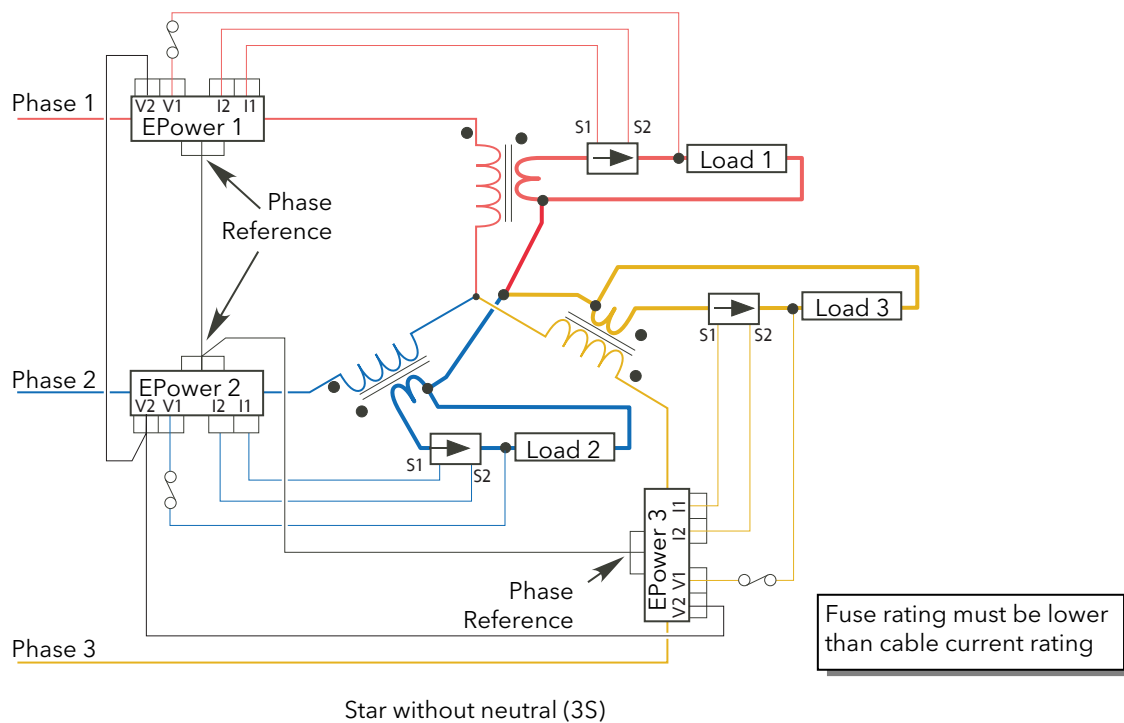 Phase 1
V2 V1 I2 I1
EPower 1
Phase
Reference
S1 S2
Load 1
S1 S2
Load 3
Phase 2
EPower 2
V2 V1 I2 I1
S1 S2
Load 2
EPower 3
I1
I2
V1
V2
Phase
Reference
Phase 3
Fuse rating must be lower
than cable current rating
Star without neutral (3S)